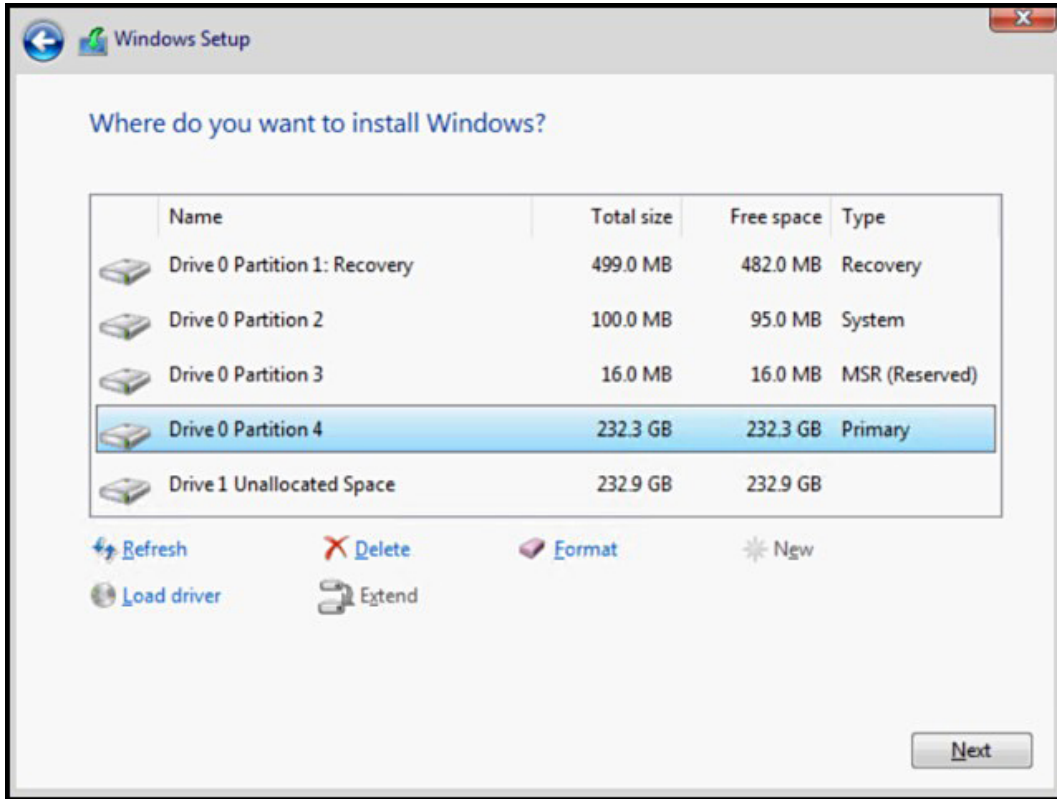 Windows Setup
Where do you want to install Windows?
Name Total size Free space Type
Drive 0 Partition 1: Recovery 499.0 MB 482.0 MB Recovery
Drive 0 Partition 2 100.0 MB 95.0 MB System
Drive 0 Partition 3 16.0 MB 16.0 MB MSR (Reserved)
Drive 0 Partition 4 232.3 GB 232.3 GB Primary
Drive 1 Unallocated Space 232.9 GB 232.9 GB
Refresh Delete Format New
Load driver Extend
Next